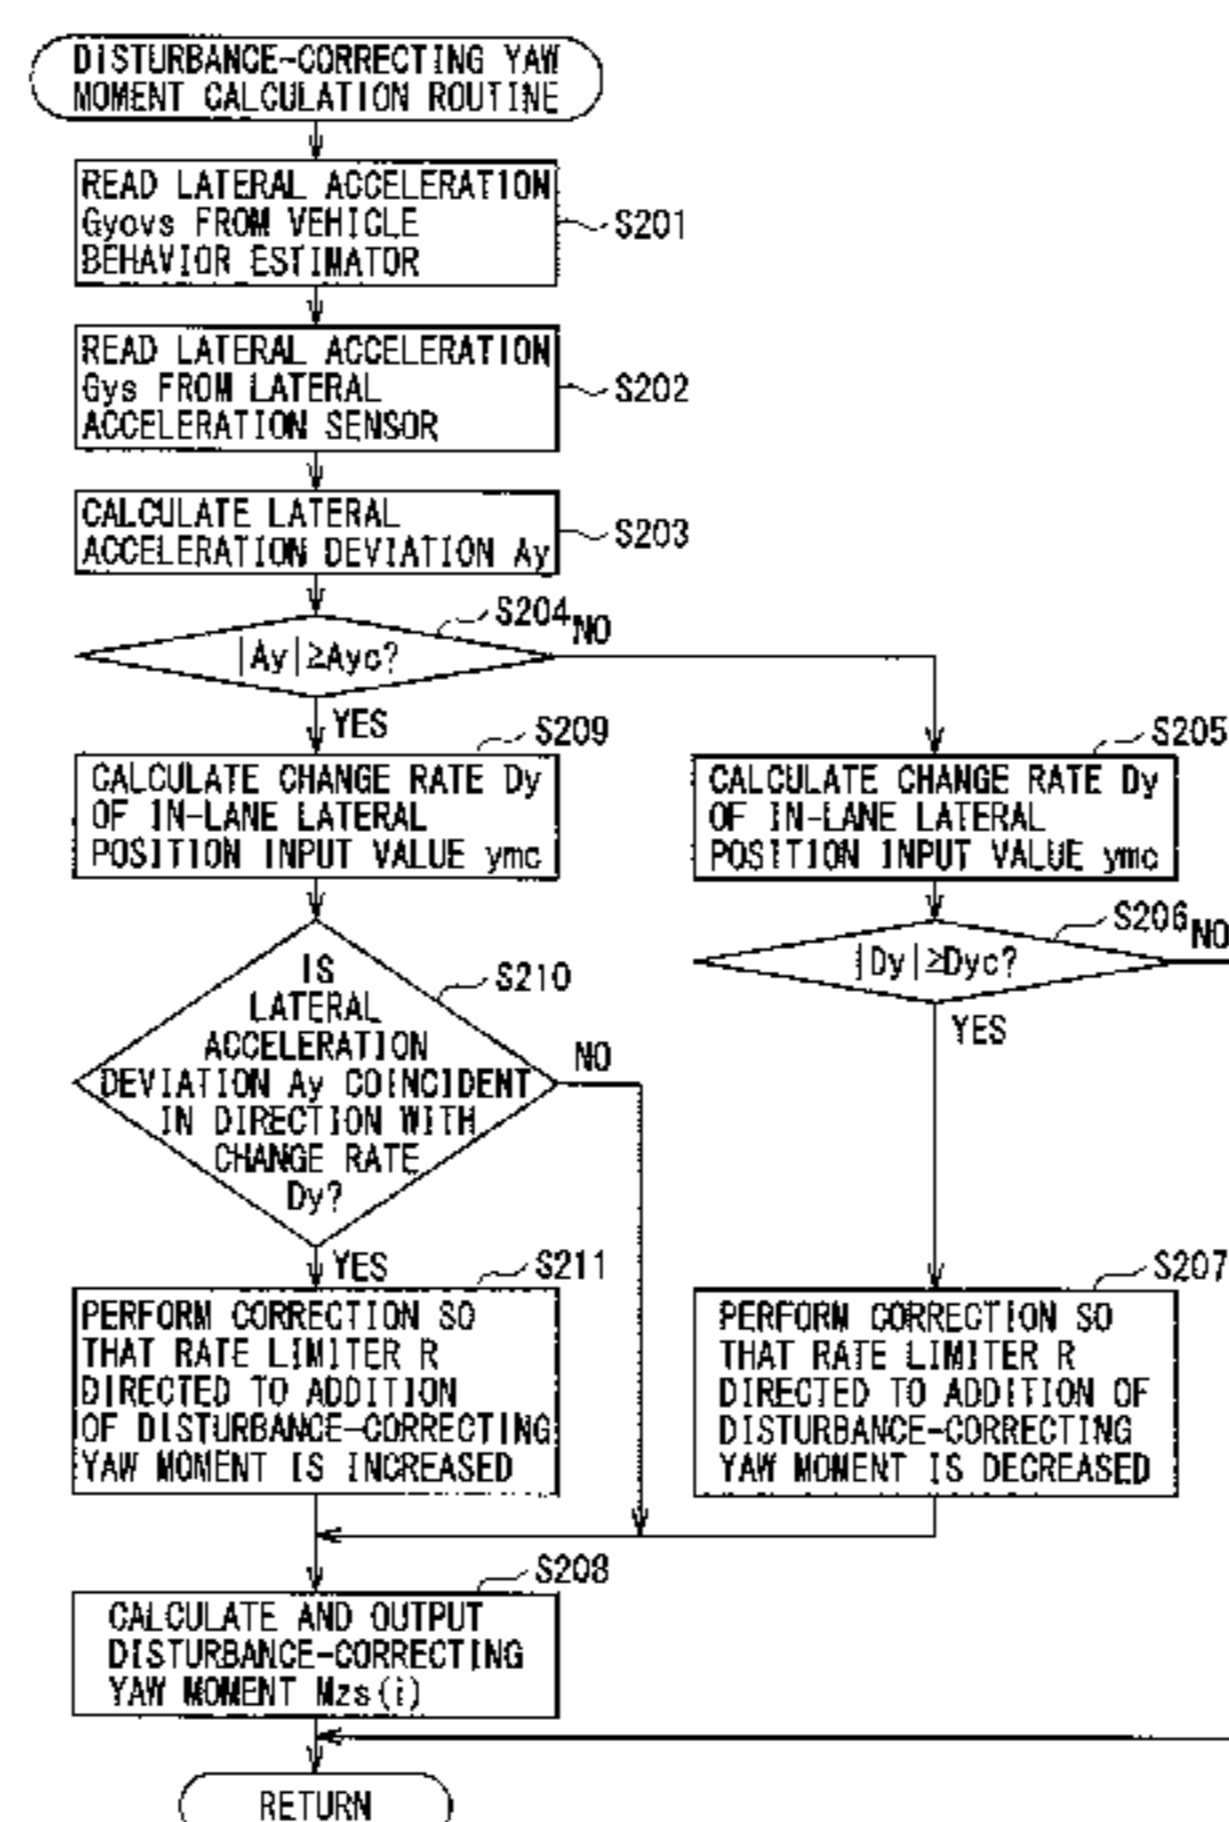 DISTURBANCE-CORRECTING YAW
MOMENT CALCULATION ROUTINE
READ LATERAL ACCELERATION
Gyovs FROM VEHICLE
BEHAVIOR ESTIMATOR
S201
READ LATERAL ACCELERATION
Gys FROM LATERAL
ACCELERATION SENSOR
S202
CALCULATE LATERAL
ACCELERATION DEVIATION Ay
S203
S204
NO
|Ay|≥Ayc?
YES
S209
CALCULATE CHANGE RATE Dy
OF IN-LANE LATERAL
POSITION INPUT VALUE ymc
S205
CALCULATE CHANGE RATE Dy
OF IN-LANE LATERAL
POSITION INPUT VALUE ymc
S206
NO
|Dy|≥Dyc?
YES
S210
IS
LATERAL
ACCELERATION
DEVIATION Ay COINCIDENT
IN DIRECTION WITH
CHANGE RATE
Dy?
NO
YES
S211
PERFORM CORRECTION SO
THAT RATE LIMITER R
DIRECTED TO ADDITION
OF DISTURBANCE-CORRECTING
YAW MOMENT IS INCREASED
S207
PERFORM CORRECTION SO
THAT RATE LIMITER R
DIRECTED TO ADDITION OF
DISTURBANCE-CORRECTING
YAW MOMENT IS DECREASED
S208
CALCULATE AND OUTPUT
DISTURBANCE-CORRECTING
YAW MOMENT Mzs(i)
RETURN